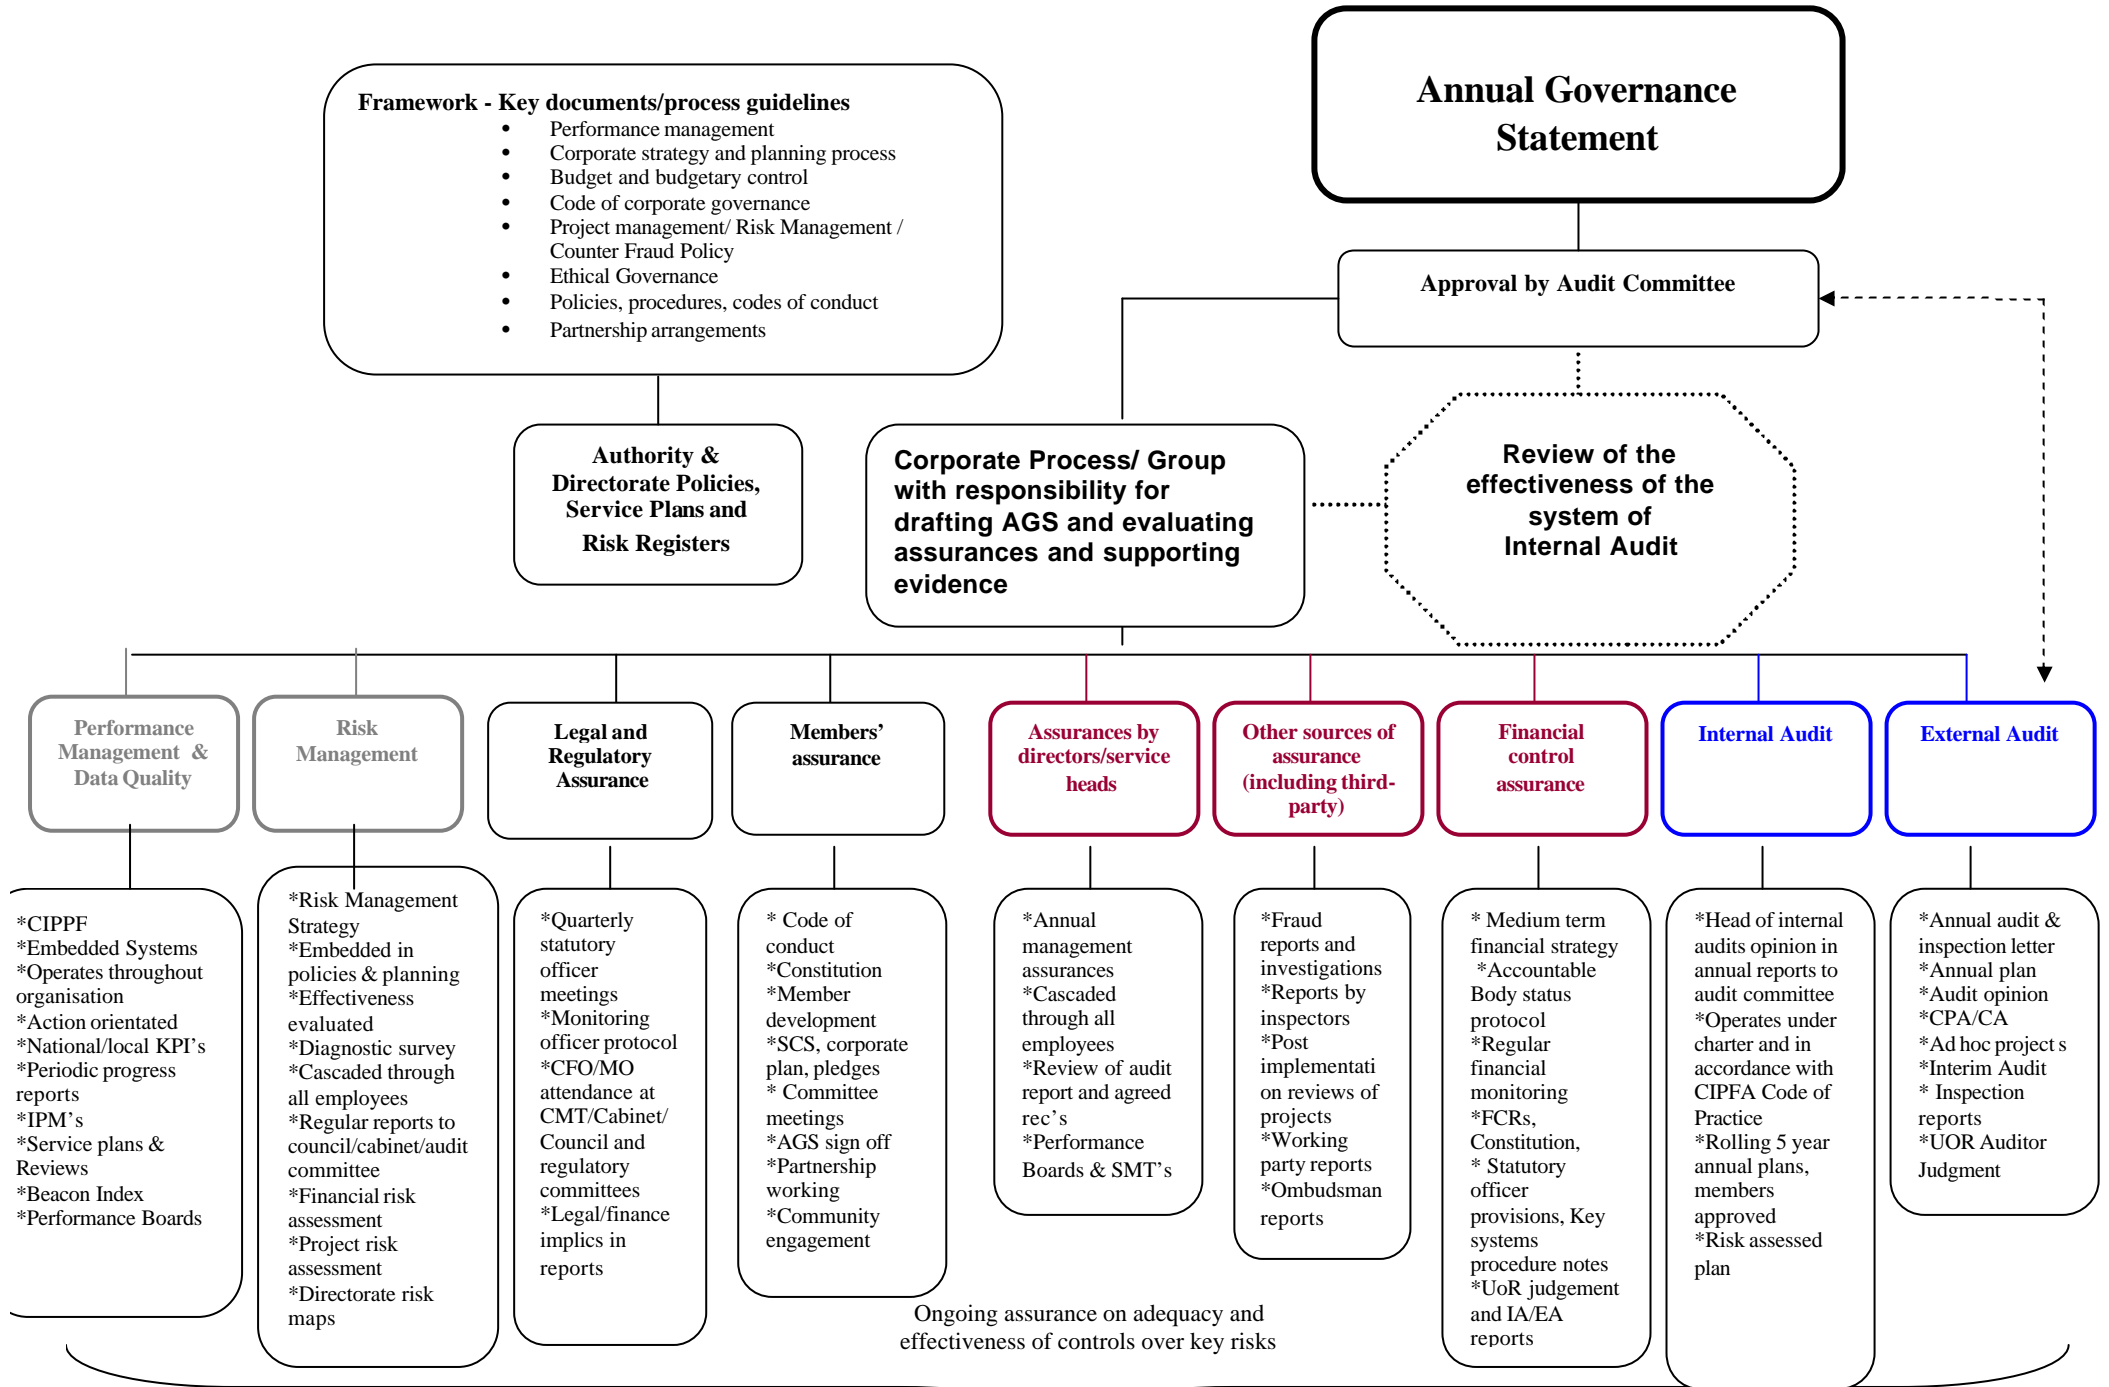 Annual Governance
Statement
Framework - Key documents/process guidelines
• Performance management
• Corporate strategy and planning process
• Budget and budgetary control
• Code of corporate governance
• Project management/ Risk Management /
Counter Fraud Policy
• Ethical Governance
• Policies, procedures, codes of conduct
• Partnership arrangements
Approval by Audit Committee
Authority &
Directorate Policies,
Service Plans and
Risk Registers
Corporate Process/ Group
with responsibility for
drafting AGS and evaluating
assurances and supporting
evidence
Review of the
effectiveness of the
system of
Internal Audit
Performance
Management &
Data Quality
Risk
Management
Legal and
Regulatory
Assurance
Members’
assurance
Assurances by
directors/service
heads
Other sources of
assurance
(including third-
party)
Financial
control
assurance
Internal Audit
External Audit
*CIPPF
*Embedded Systems
*Operates throughout
organisation
*Action orientated
*National/local KPI’s
*Periodic progress
reports
*IPM’s
*Service plans &
Reviews
*Beacon Index
*Performance Boards
*Risk Management
Strategy
*Embedded in
policies & planning
*Effectiveness
evaluated
*Diagnostic survey
*Cascaded through
all employees
*Regular reports to
council/cabinet/audit
committee
*Financial risk
assessment
*Project risk
assessment
*Directorate risk
maps
*Quarterly
statutory
officer
meetings
*Monitoring
officer protocol
*CFO/MO
attendance at
CMT/Cabinet/
Council and
regulatory
committees
*Legal/finance
implics in
reports
* Code of
conduct
*Constitution
*Member
development
*SCS, corporate
plan, pledges
* Committee
meetings
*AGS sign off
*Partnership
working
*Community
engagement
*Annual
management
assurances
*Cascaded
through all
employees
*Review of audit
report and agreed
rec’s
*Performance
Boards & SMT’s
*Fraud
reports and
investigations
*Reports by
inspectors
*Post
implementati
on reviews of
projects
*Working
party reports
*Ombudsman
reports
* Medium term
financial strategy
*Accountable
Body status
protocol
*Regular
financial
monitoring
*FCRs,
Constitution,
* Statutory
officer
provisions, Key
systems
procedure notes
*UoR judgement
and IA/EA
reports
*Head of internal
audits opinion in
annual reports to
audit committee
*Operates under
charter and in
accordance with
CIPFA Code of
Practice
*Rolling 5 year
annual plans,
members
approved
*Risk assessed
plan
*Annual audit &
inspection letter
*Annual plan
*Audit opinion
*CPA/CA
*Ad hoc project s
*Interim Audit
* Inspection
reports
*UOR Auditor
Judgment
Ongoing assurance on adequacy and
effectiveness of controls over key risks